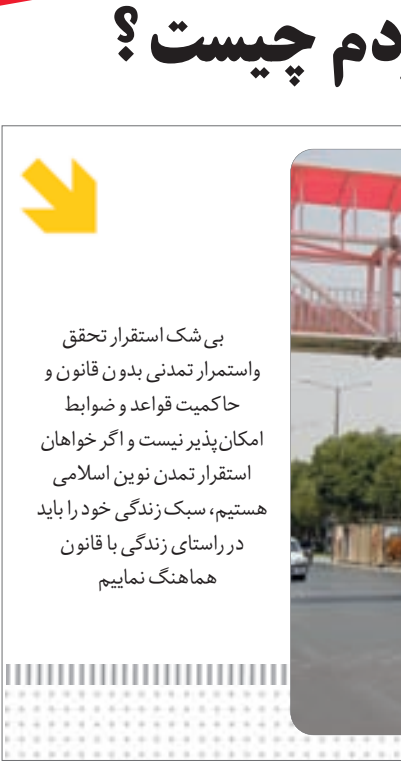 چیست ؟
بی شک استقرار تحقق
واستمرار تمدنی بدون قانون و
حاکمیت قواعد و ضوابط
امکان‌پذیر نیست و اگر خواهان
استقرار تمدن نوین اسلامی
هستیم، سبک زندگی خود را باید
در راستای زندگی با قانون
هماهنگ نماییم